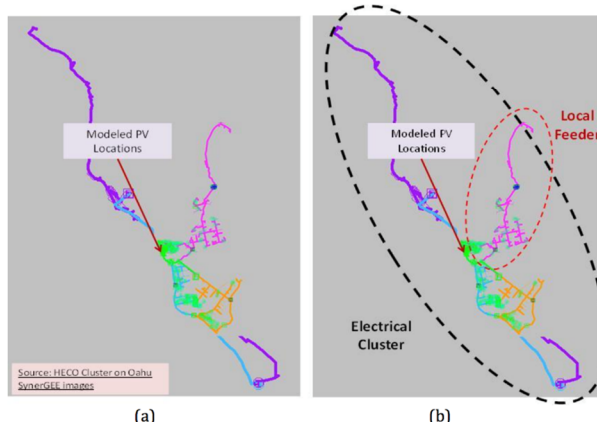 Modeled PV
Locations
Source: HECO Cluster on Oahu
SynerGEE images
(a)
Modeled PV
Locations
Local
Feeder
Electrical
Cluster
(b)